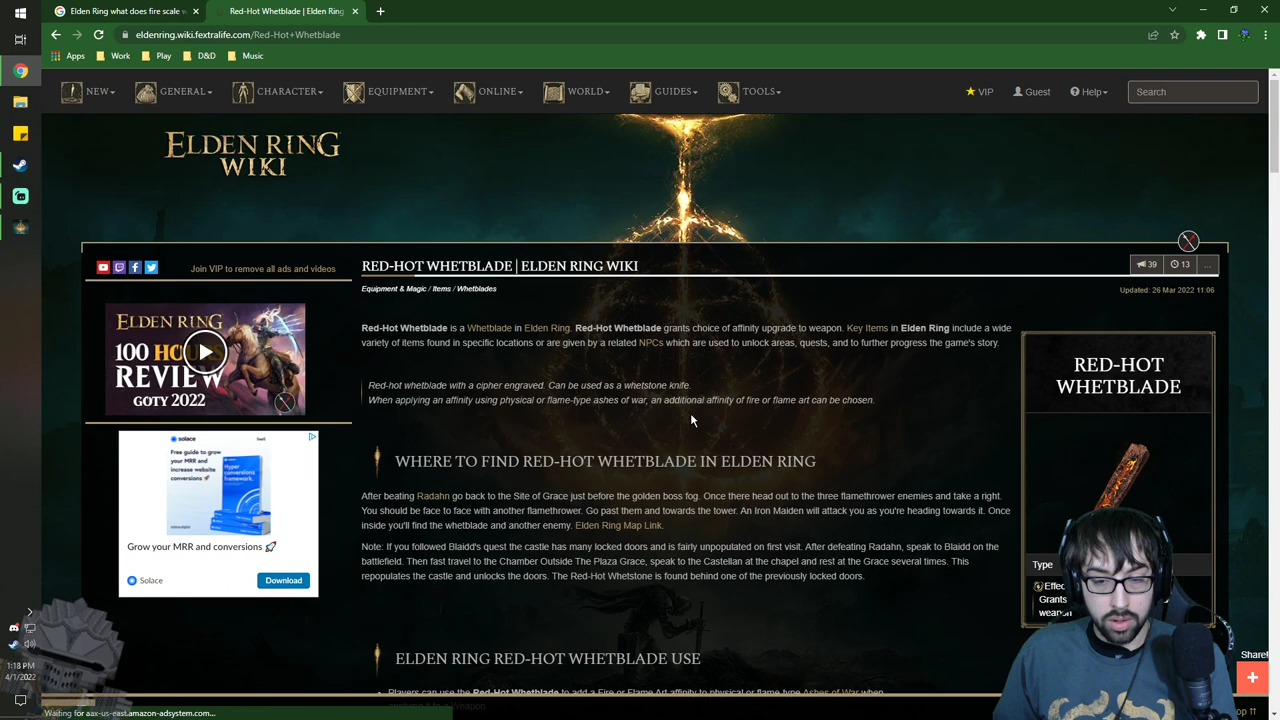 Elden Ring fire scale w
Red-Hot Whetblade | Elden Ring
eldenring.wiki.fextralife.com/Red-Hot+Whetblade
Apps Work Play D&D Music
NEW GENERAL CHARACTER EQUIPMENT ONLINE WORLD GUIDES TOOLS VIP Guest Help Search
ELDEN RING
WIKI
Join VIP to remove all ads and videos
RED-HOT WHETBLADE | ELDEN RING WIKI
39 13 ...
Equipment & Magic / Items / Whetblades
Updated: 26 Mar 2022 11:06
ELDEN RING
100 HOURS
REVIEW
GOTY 2022
Red-Hot Whetblade is a Whetblade in Elden Ring. Red-Hot Whetblade grants choice of affinity upgrade to weapon. Key Items in Elden Ring include a wide
variety of items found in specific locations or are given by a related NPCs which are used to unlock areas, quests, and to further progress the game's story.
Red-hot whetblade with a cipher engraved. Can be used as a whetstone knife.
When applying an affinity using physical or flame-type ashes of war, an additional affinity of fire or flame art can be chosen.
RED-HOT
WHETBLADE
solace
Free guide to grow
your MRR and
increase website
conversions 🚀
Hyper
conversions
framework.
Grow your MRR and conversions 🚀
Solace
Download
WHERE TO FIND RED-HOT WHETBLADE IN ELDEN RING
After beating Radahn go back to the Site of Grace just before the golden boss fog. Once there head out to the three flamethrower enemies and take a right.
You should be face to face with another flamethrower. Go past them and towards the tower. An Iron Maiden will attack you as you're heading towards it. Once
inside you'll find the whetblade and another enemy. Elden Ring Map Link.
Note: If you followed Blaidd's quest the castle has many locked doors and is fairly unpopulated on first visit. After defeating Radahn, speak to Blaidd on the
battlefield. Then fast travel to the Chamber Outside The Plaza Grace, speak to the Castellan at the chapel and rest at the Grace several times. This
repopulates the castle and unlocks the doors. The Red-Hot Whetstone is found behind one of the previously locked doors.
Type
Effec
Grants
weapon
ELDEN RING RED-HOT WHETBLADE USE
Players can use the Red-Hot Whetblade to add a Fire or Flame Art affinity to physical or flame-type Ashes of War when
applying it to a Weapon
1:18 PM
4/1/2022
Waiting for aax-us-east.amazon-adsystem.com...